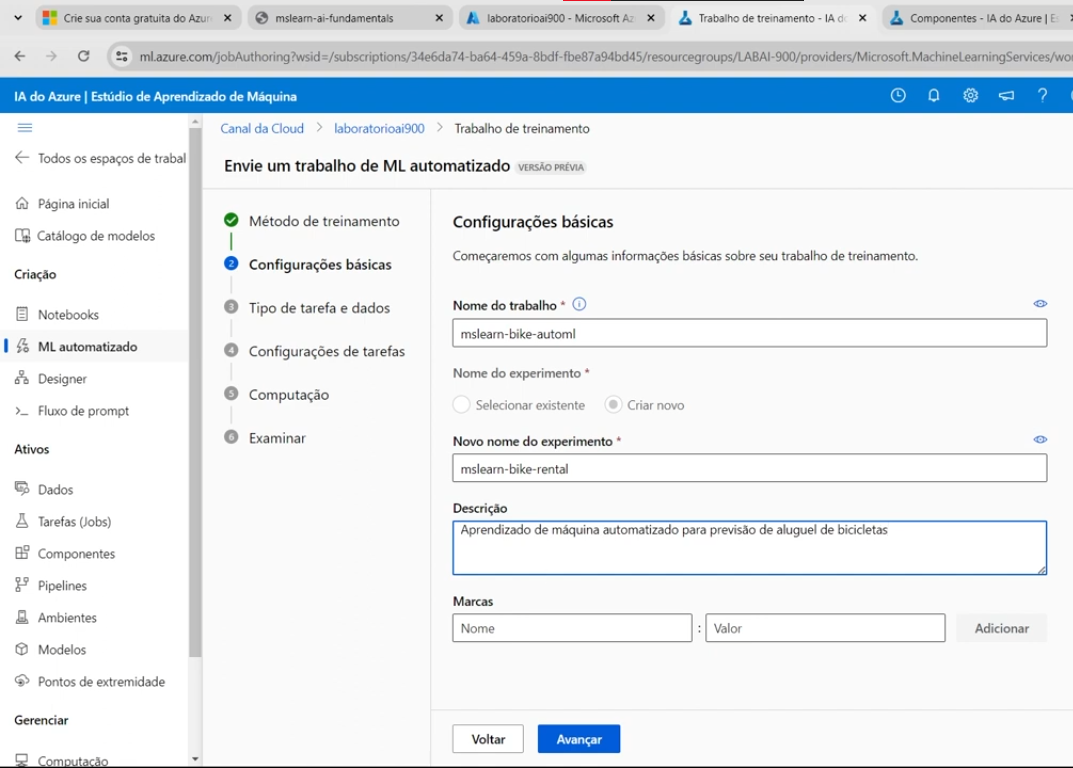 Crie sua conta gratuita do Azur
mslearn-ai-fundamentals
laboratorioai900 - Microsoft Az
Trabalho de treinamento - IA do
Componentes - IA do Azure | Es
ml.azure.com/jobAuthoring?wsid=/subscriptions/34e6da74-ba64-459a-8bdf-fbe87a94bd45/resourcegroups/LABAI-900/providers/Microsoft.MachineLearningServices/wor
IA do Azure | Estúdio de Aprendizado de Máquina
Todos os espaços de trabal
Página inicial
Catálogo de modelos
Criação
Notebooks
ML automatizado
Designer
Fluxo de prompt
Ativos
Dados
Tarefas (Jobs)
Componentes
Pipelines
Ambientes
Modelos
Pontos de extremidade
Gerenciar
Computação
Canal da Cloud > laboratorioai900 > Trabalho de treinamento
Envie um trabalho de ML automatizado VERSÃO PRÉVIA
Método de treinamento
2 Configurações básicas
3 Tipo de tarefa e dados
4 Configurações de tarefas
5 Computação
6 Examinar
Configurações básicas
Começaremos com algumas informações básicas sobre seu trabalho de treinamento.
Nome do trabalho *
mslearn-bike-automl
Nome do experimento *
Selecionar existente Criar novo
Novo nome do experimento *
mslearn-bike-rental
Descrição
Aprendizado de máquina automatizado para previsão de aluguel de bicicletas
Marcas
Nome : Valor Adicionar
Voltar Avançar